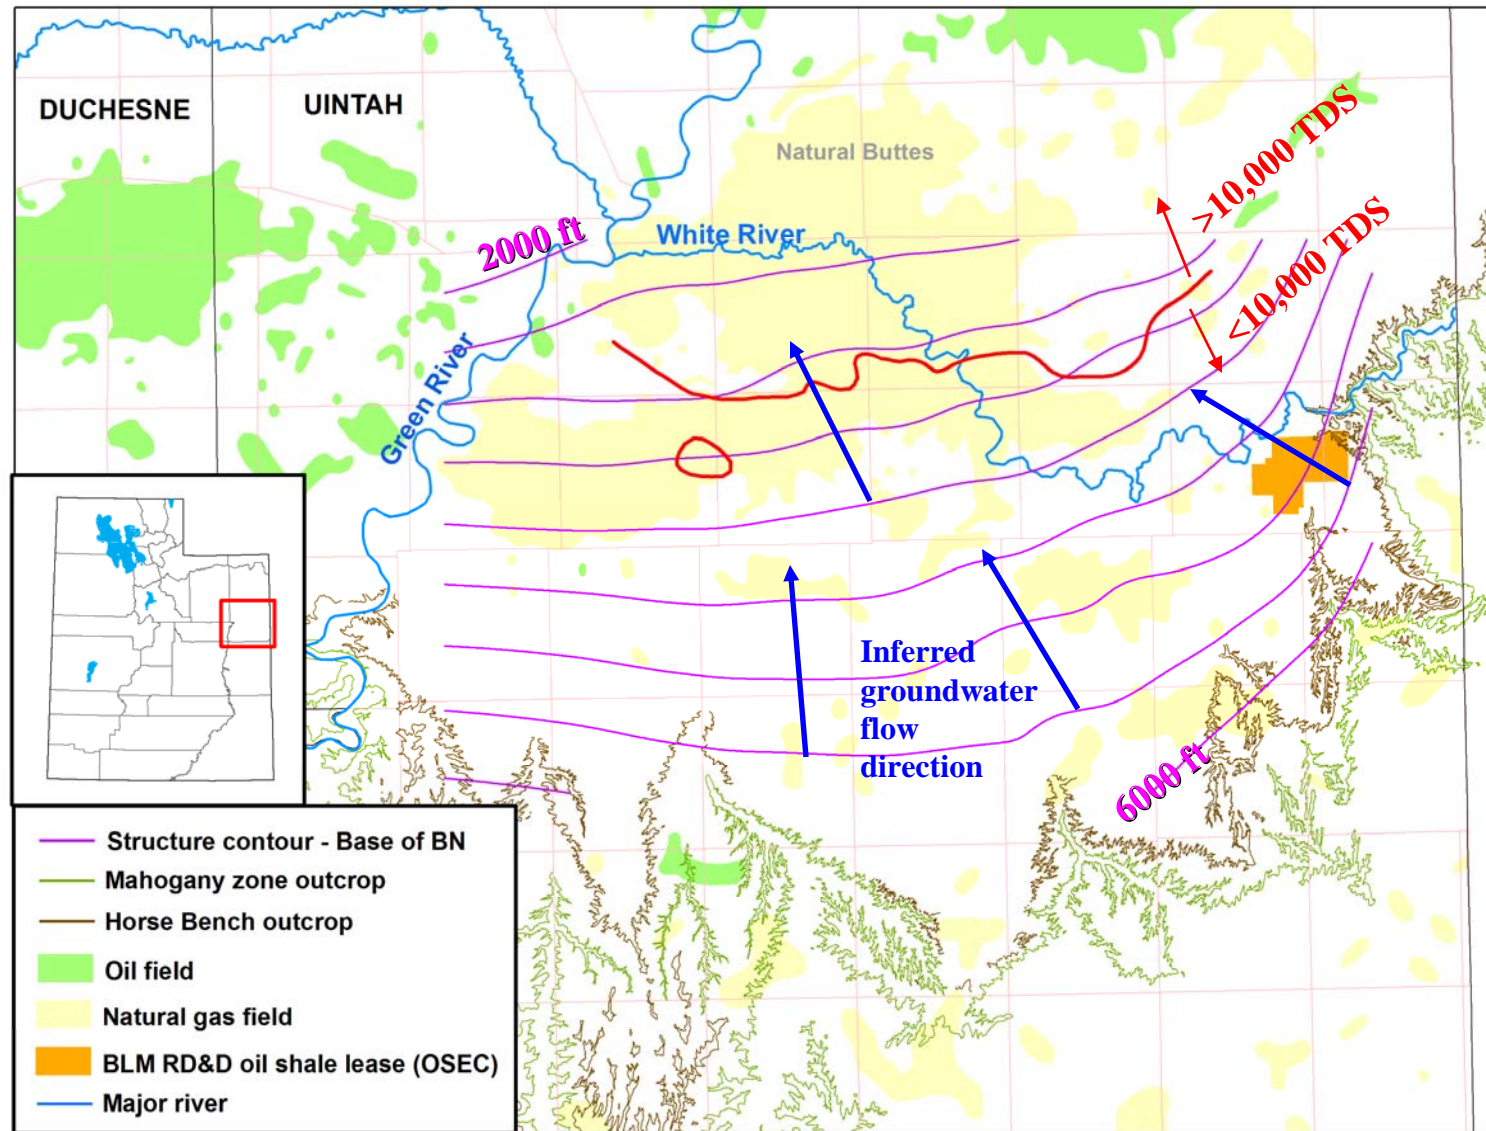 DUCHESNE
UINTAH
Natural Buttes
>10,000 TDS
<10,000 TDS
2000 ft
White River
Green River
Inferred
groundwater
flow
direction
6000 ft
Structure contour - Base of BN
Mahogany zone outcrop
Horse Bench outcrop
Oil field
Natural gas field
BLM RD&D oil shale lease (OSEC)
Major river